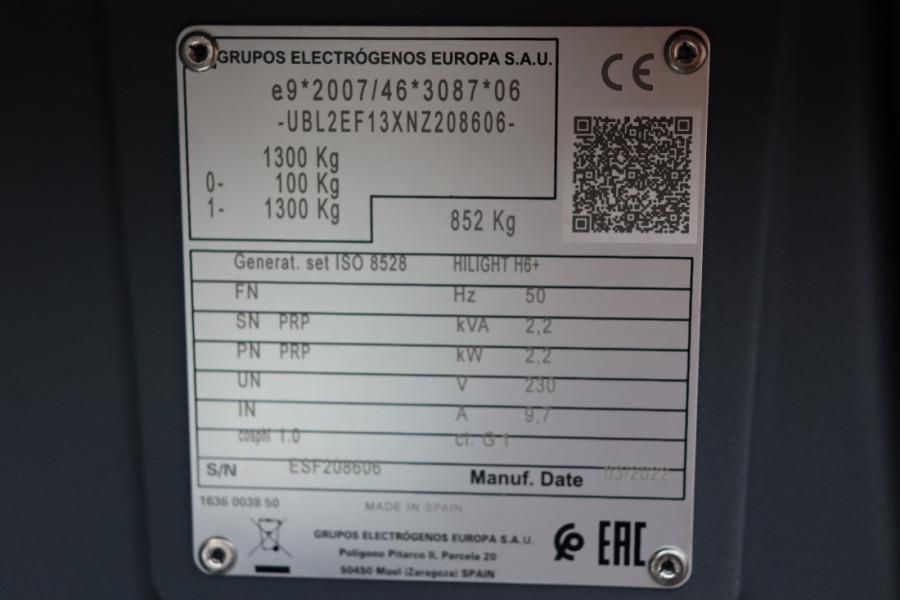 GRUPOS ELECTRÓGENOS EUROPA S.A.U.
CE
e9*2007/46*3087*06
-UBL2EF13XNZ208606-
1300 Kg
0- 100 Kg
1- 1300 Kg
852 Kg
Generat. set ISO 8528 HILIGHT H6+
FN Hz 50
SN PRP kVA 2,2
PN PRP kW 2,2
UN V 230
IN A 9,7
cosphi 1.0 cl. G1
S/N ESF208606 Manuf. Date 03/2022
1636 0038 50 MADE IN SPAIN
GRUPOS ELECTRÓGENOS EUROPA S.A.U.
Polígono Pitarco II, Parcela 20
50450 Muel (Zaragoza) SPAIN
EAC